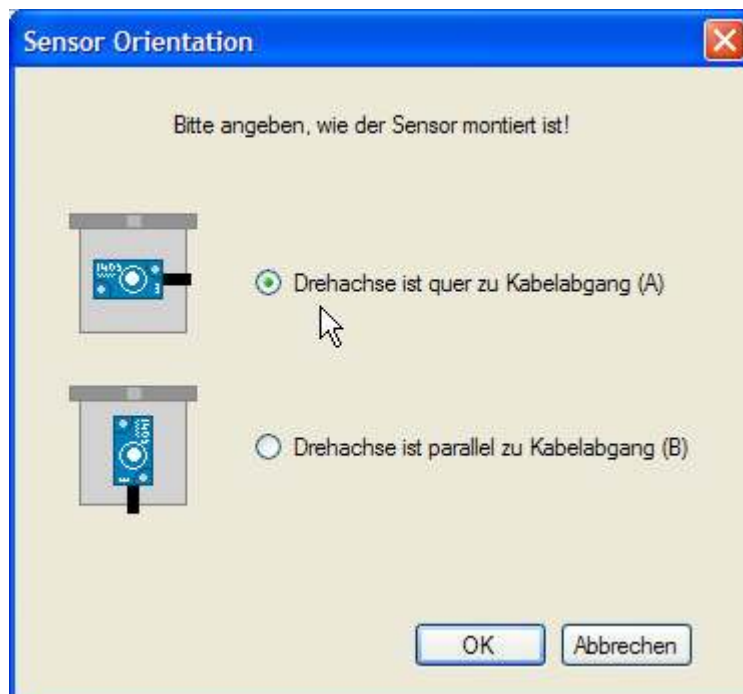 Sensor Orientation
Bitte angeben, wie der Sensor montiert ist!
Drehachse ist quer zu Kabelabgang (A)
Drehachse ist parallel zu Kabelabgang (B)
OK
Abbrechen